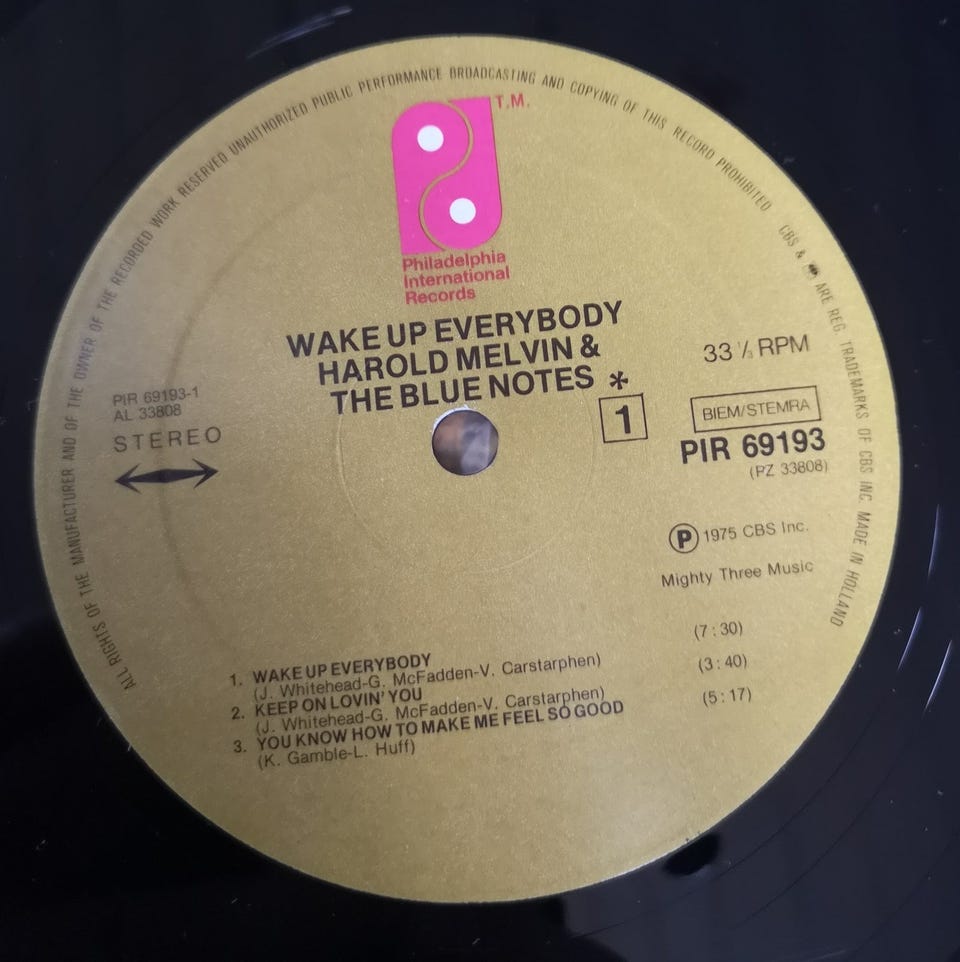 ALL RIGHTS OF THE MANUFACTURER AND OF THE OWNER OF THE RECORDED WORK RESERVED UNAUTHORIZED PUBLIC PERFORMANCE BROADCASTING AND COPYING OF THIS RECORD PROHIBITED CBS & ARE REG. TRADEMARKS OF CBS INC. MADE IN HOLLAND
T.M.
Philadelphia
International
Records
WAKE UP EVERYBODY
HAROLD MELVIN &
THE BLUE NOTES *
33 1/3 RPM
PIR 69193-1
AL 33808
STEREO
1
BIEM/STEMRA
PIR 69193
(PZ 33808)
Ⓟ 1975 CBS Inc.
Mighty Three Music
1. WAKE UP EVERYBODY (7:30)
(J. Whitehead-G. McFadden-V. Carstarphen)
2. KEEP ON LOVIN' YOU (3:40)
(J. Whitehead-G. McFadden-V. Carstarphen)
3. YOU KNOW HOW TO MAKE ME FEEL SO GOOD (5:17)
(K. Gamble-L. Huff)